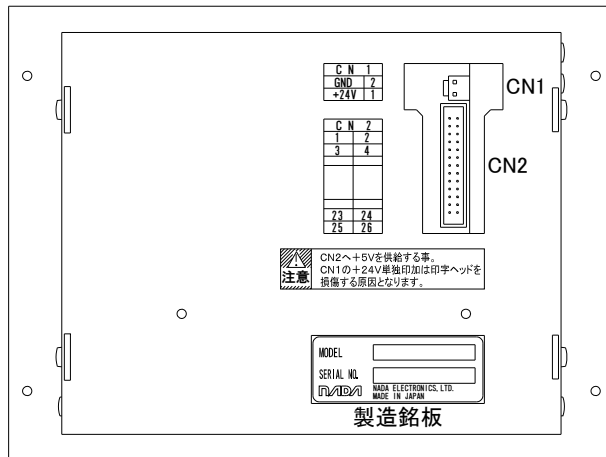 C N 1
GND 2
+24V 1
CN1
C N 2
1 2
3 4
23 24
25 26
CN2
注意
CN2へ+5Vを供給する事。
CN1の+24V単独印加は印字ヘッドを
損傷する原因となります。
MODEL
SERIAL NO.
NADA
NADA ELECTRONICS, LTD.
MADE IN JAPAN
製造銘板